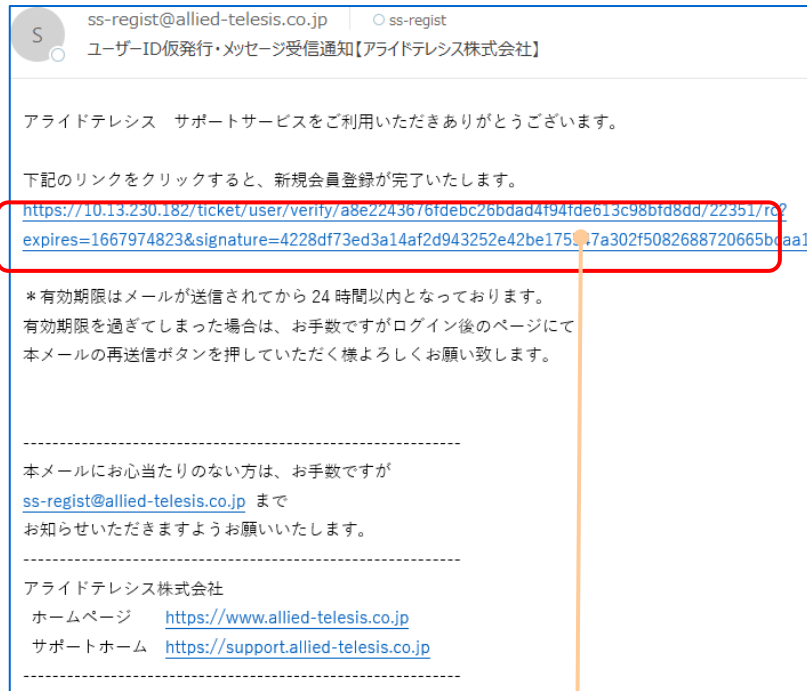 S
ss-regist@allied-telesis.co.jp ss-regist
ユーザーID仮発行・メッセージ受信通知【アライドテレシス株式会社】
アライドテレシス サポートサービスをご利用いただきありがとうございます。
下記のリンクをクリックすると、新規会員登録が完了いたします。
https://10.13.230.182/ticket/user/verify/a8e2243676fdebc26bdad4f94fde613c98bfd8dd/22351/rc?
＊有効期限はメールが送信されてから 24 時間以内となっております。
有効期限を過ぎてしまった場合は、お手数ですがログイン後のページにて
本メールの再送信ボタンを押していただく様よろしくお願い致します。
------------------------------------------------------------
本メールにお心当たりのない方は、お手数ですが
ss-regist@allied-telesis.co.jp まで
お知らせいただきますようお願いいたします。
------------------------------------------------------------
アライドテレシス株式会社
ホームページ https://www.allied-telesis.co.jp
サポートホーム https://support.allied-telesis.co.jp
------------------------------------------------------------